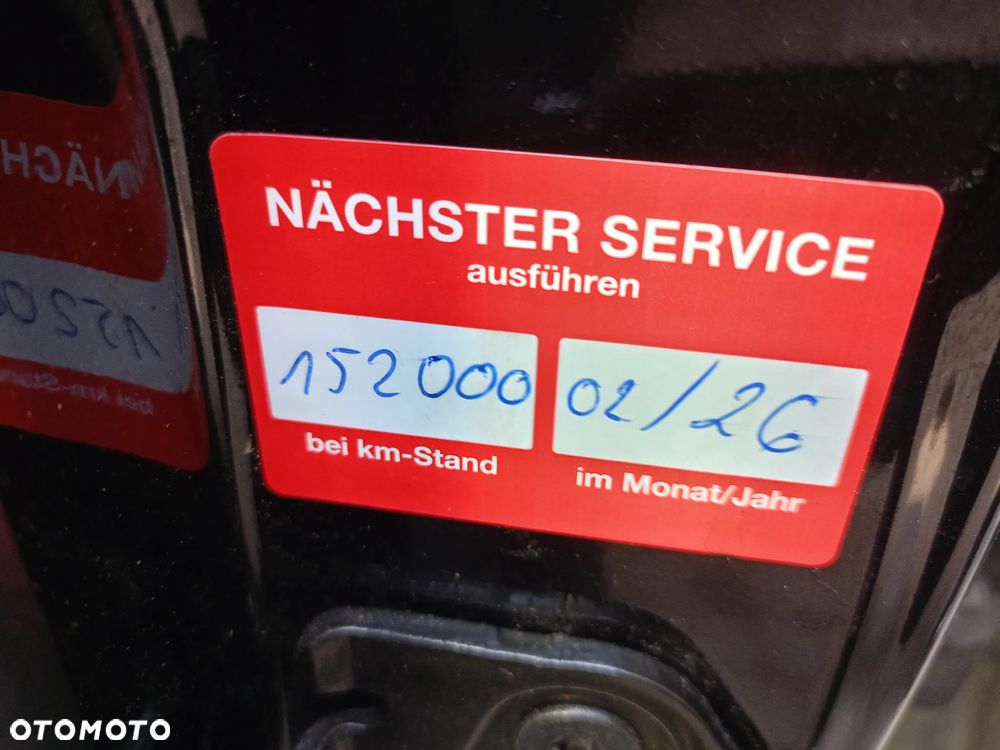 NÄCHSTER SERVICE
ausführen
152000 02/26
bei km-Stand im Monat/Jahr
OTOMOTO